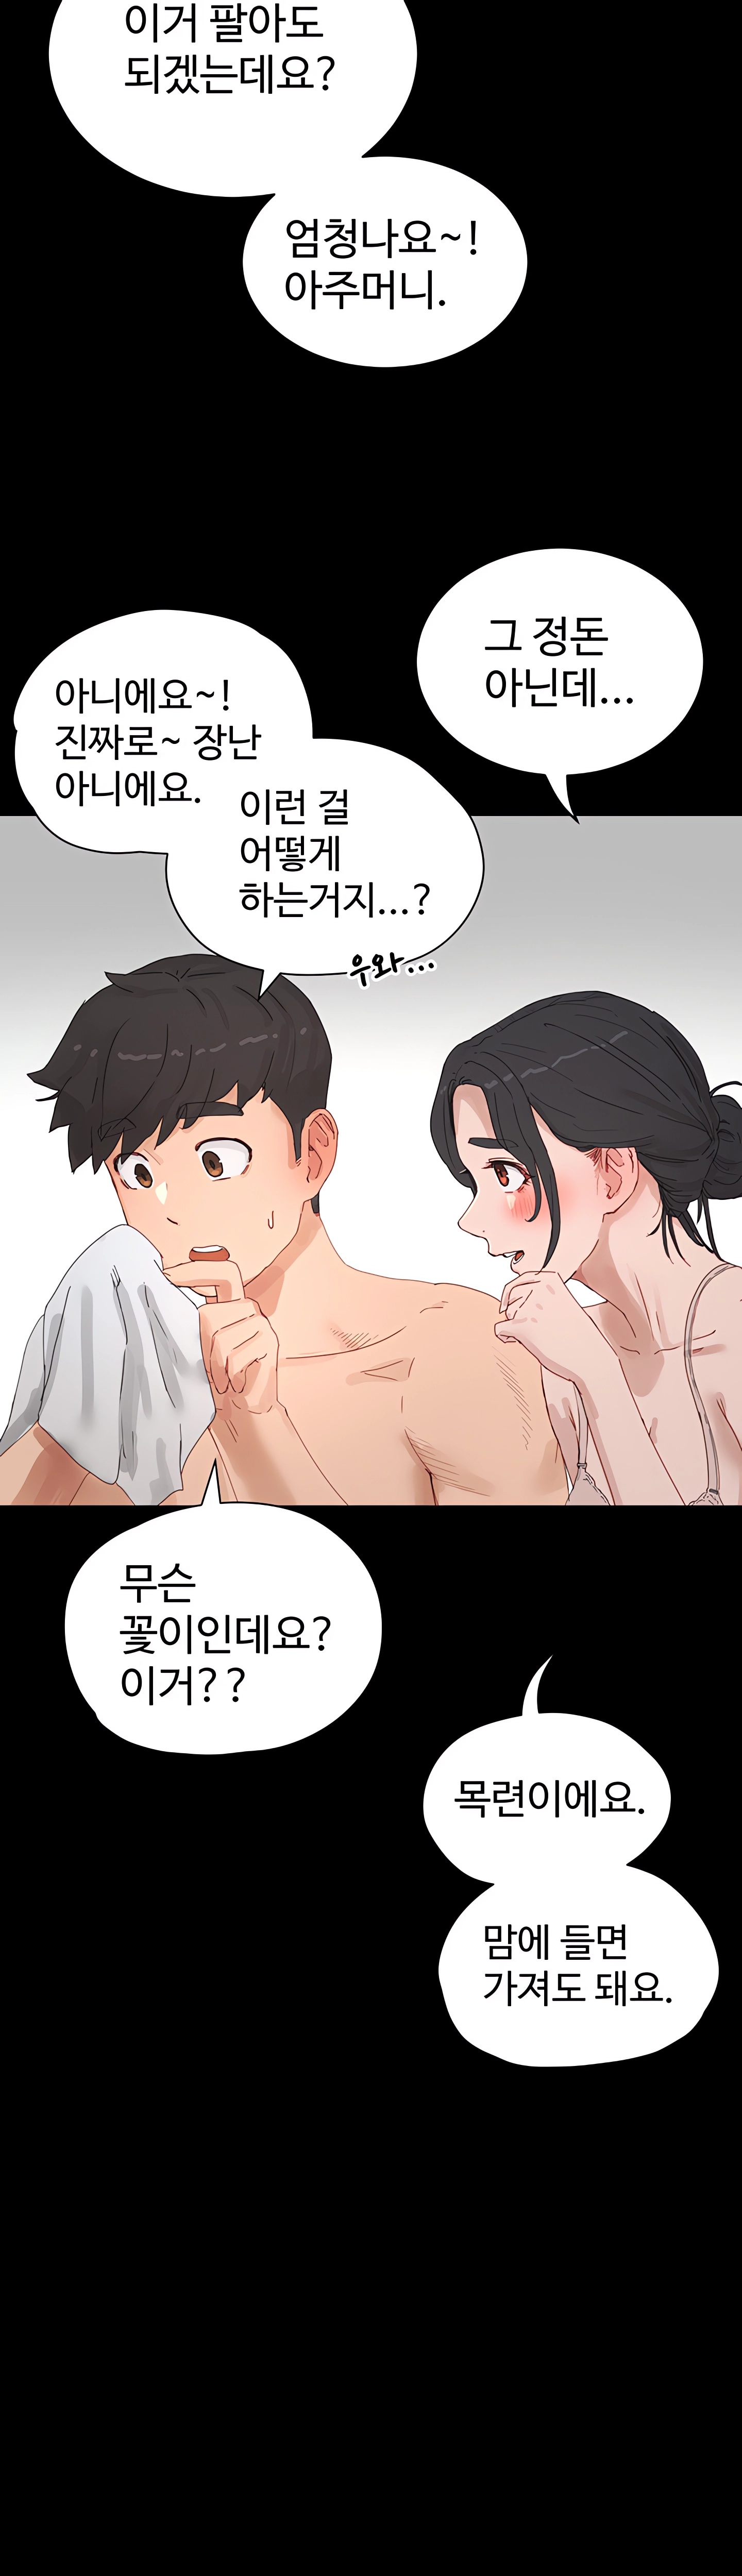 이거 팔아도
되겠는데요?
엄청나요~!
아주머니.
그 정돈
아닌데...
아니에요~!
진짜로~ 장난
아니에요.
이런 걸
어떻게
하는거지...?
우와...
무슨
꽃이인데요?
이거??
목련이에요.
맘에 들면
가져도 돼요.